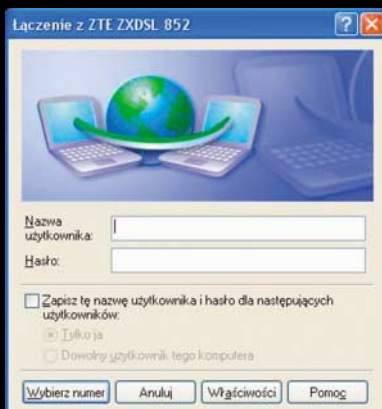 Łączenie z ZTE ZXDSL 852
Nazwa
użytkownika:
Hasło:
Zapisz tę nazwę użytkownika i hasło dla następujących
użytkowników:
Tylko ja
Dowolny użytkownik tego komputera
Wybierz numer Anuluj Właściwości Pomoc